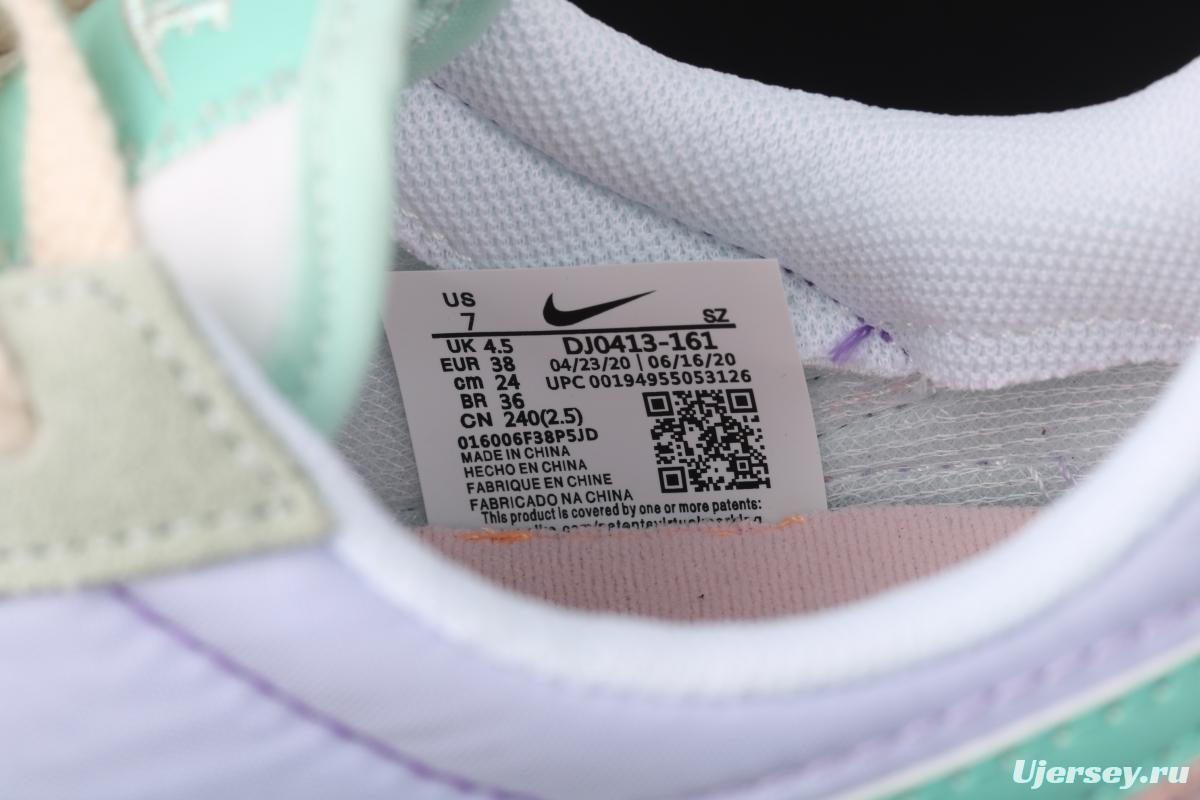 US
7
SZ
UK 4.5
DJ0413-161
EUR 38
04/23/20 | 06/16/20
cm 24
UPC 00194955053126
BR 36
CN 240(2.5)
016006F38P5JD
MADE IN CHINA
HECHO EN CHINA
FABRIQUE EN CHINE
FABRICADO NA CHINA
This product is covered by one or more patents:
Ujersey.ru